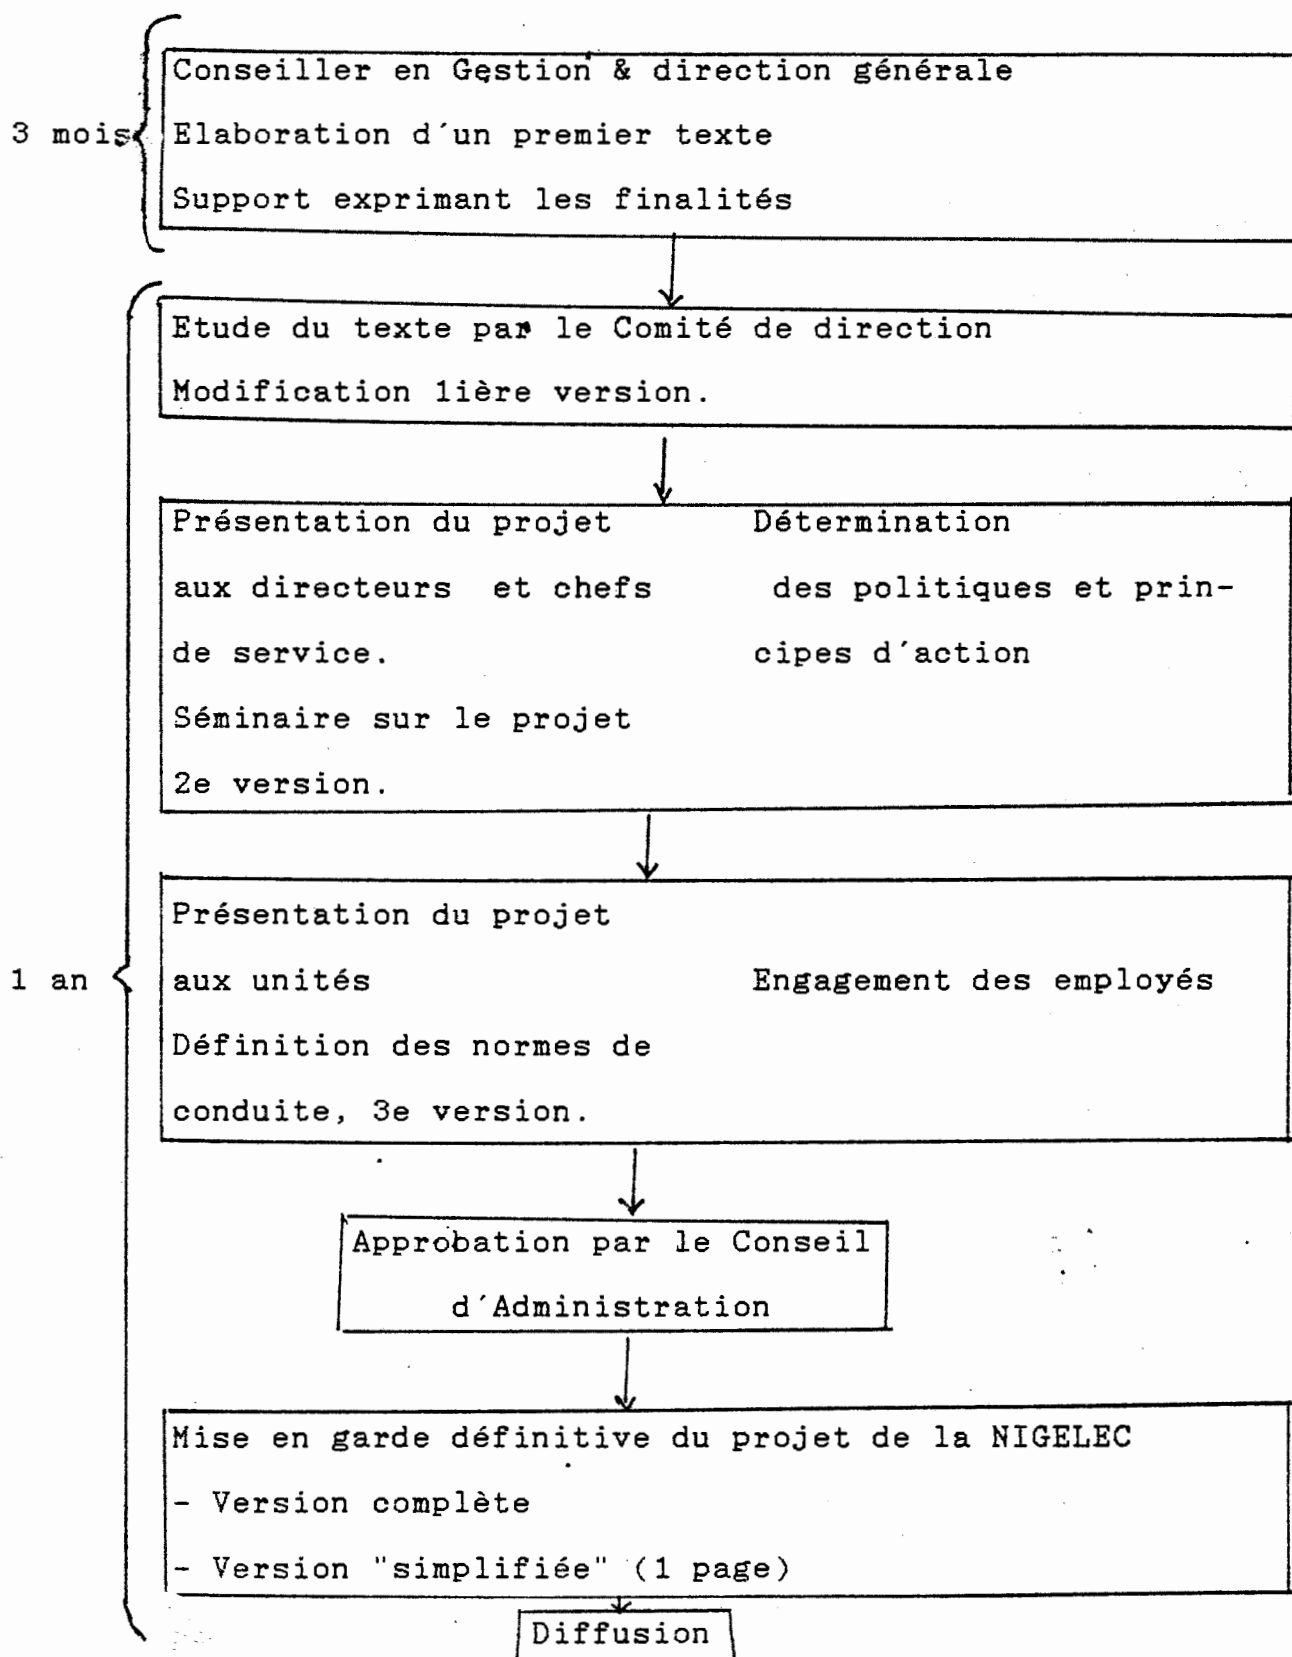 Conseiller en Gestion & direction générale
3 mois
Elaboration d´un premier texte
Support exprimant les finalités
Etude du texte par le Comité de direction
Modification 1ière version.
Présentation du projet Détermination
aux directeurs et chefs des politiques et prin-
de service. cipes d´action
Séminaire sur le projet
2e version.
Présentation du projet
1 an
aux unités Engagement des employés
Définition des normes de
conduite, 3e version.
Approbation par le Conseil
d´Administration
Mise en garde définitive du projet de la NIGELEC
- Version complète
- Version "simplifiée" (1 page)
Diffusion